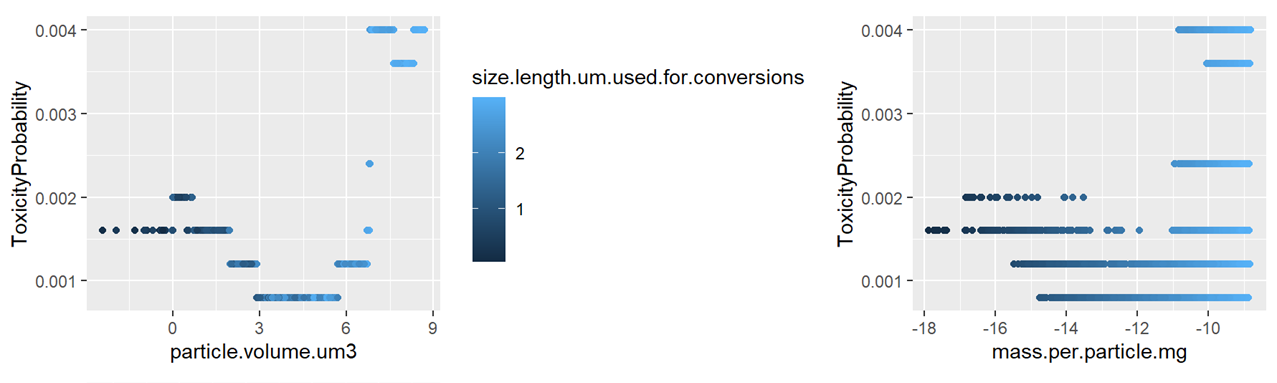 0.004
0.003
0.002
0.001
ToxicityProbability
0 3 6 9
particle.volume.um3
size.length.um.used.for.conversions
2
1
0.004
0.003
0.002
0.001
ToxicityProbability
-18 -16 -14 -12 -10
mass.per.particle.mg